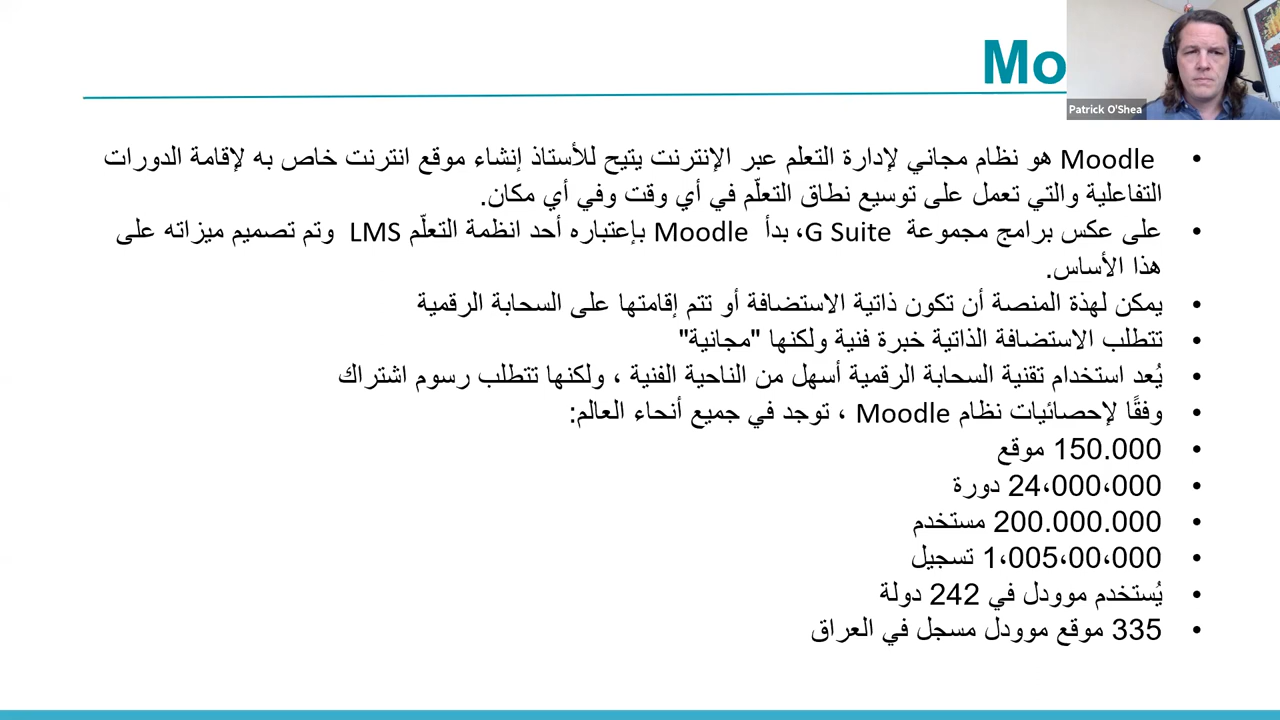 Mo
Patrick O'Shea
Moodle هو نظام مجاني لإدارة التعلم عبر الإنترنت يتيح للأستاذ إنشاء موقع انترنت خاص به لإقامة الدورات
التفاعلية والتي تعمل على توسيع نطاق التعلّم في أي وقت وفي أي مكان.
على عكس برامج مجموعة G Suite، بدأ Moodle بإعتباره أحد انظمة التعلّم LMS وتم تصميم ميزاته على
هذا الأساس.
يمكن لهذة المنصة أن تكون ذاتية الاستضافة أو تتم إقامتها على السحابة الرقمية
تتطلب الاستضافة الذاتية خبرة فنية ولكنها "مجانية"
يُعد استخدام تقنية السحابة الرقمية أسهل من الناحية الفنية ، ولكنها تتطلب رسوم اشتراك
وفقًا لإحصائيات نظام Moodle ، توجد في جميع أنحاء العالم:
150.000 موقع
24،000،000 دورة
200.000.000 مستخدم
1،005،00،000 تسجيل
يُستخدم موودل في 242 دولة
335 موقع موودل مسجل في العراق